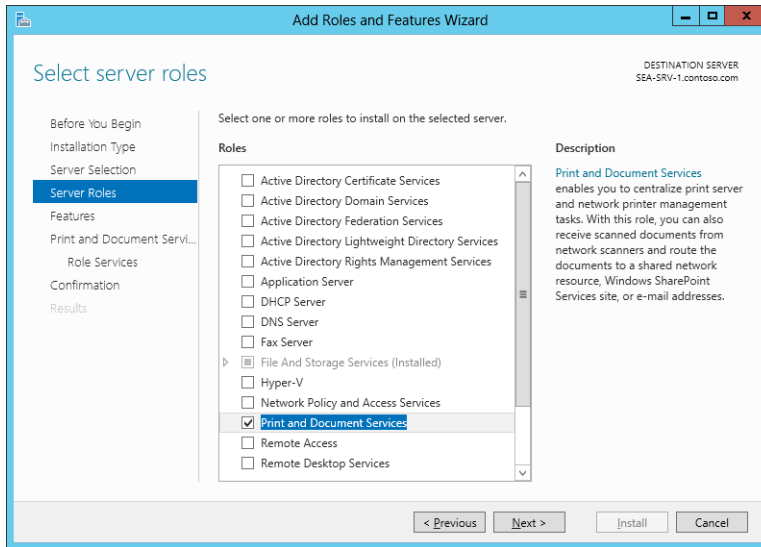 Add Roles and Features Wizard
Select server roles
DESTINATION SERVER
SEA-SRV-1.contoso.com
Before You Begin
Installation Type
Server Selection
Server Roles
Features
Print and Document Servi...
Role Services
Confirmation
Results
Select one or more roles to install on the selected server.
Roles
Active Directory Certificate Services
Active Directory Domain Services
Active Directory Federation Services
Active Directory Lightweight Directory Services
Active Directory Rights Management Services
Application Server
DHCP Server
DNS Server
Fax Server
File And Storage Services (Installed)
Hyper-V
Network Policy and Access Services
Print and Document Services
Remote Access
Remote Desktop Services
Description
Print and Document Services
enables you to centralize print server
and network printer management
tasks. With this role, you can also
receive scanned documents from
network scanners and route the
documents to a shared network
resource, Windows SharePoint
Services site, or e-mail addresses.
< Previous
Next >
Install
Cancel